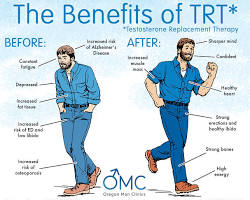 The Benefits of TRT*
*Testosterone Replacement Therapy
BEFORE:
Increased risk
of Alzheimer's
Disease
Constant
fatigue
Depressed
Increased
fat tissue
Increased
risk of ED and
low libido
Increased
risk of
osteoporosis
AFTER:
Sharper mind
Increased
muscle
mass
Confident
Healthy
heart
Strong
erections and
healthy libido
Strong bones
High
energy
OMC
Oregon Man Clinics